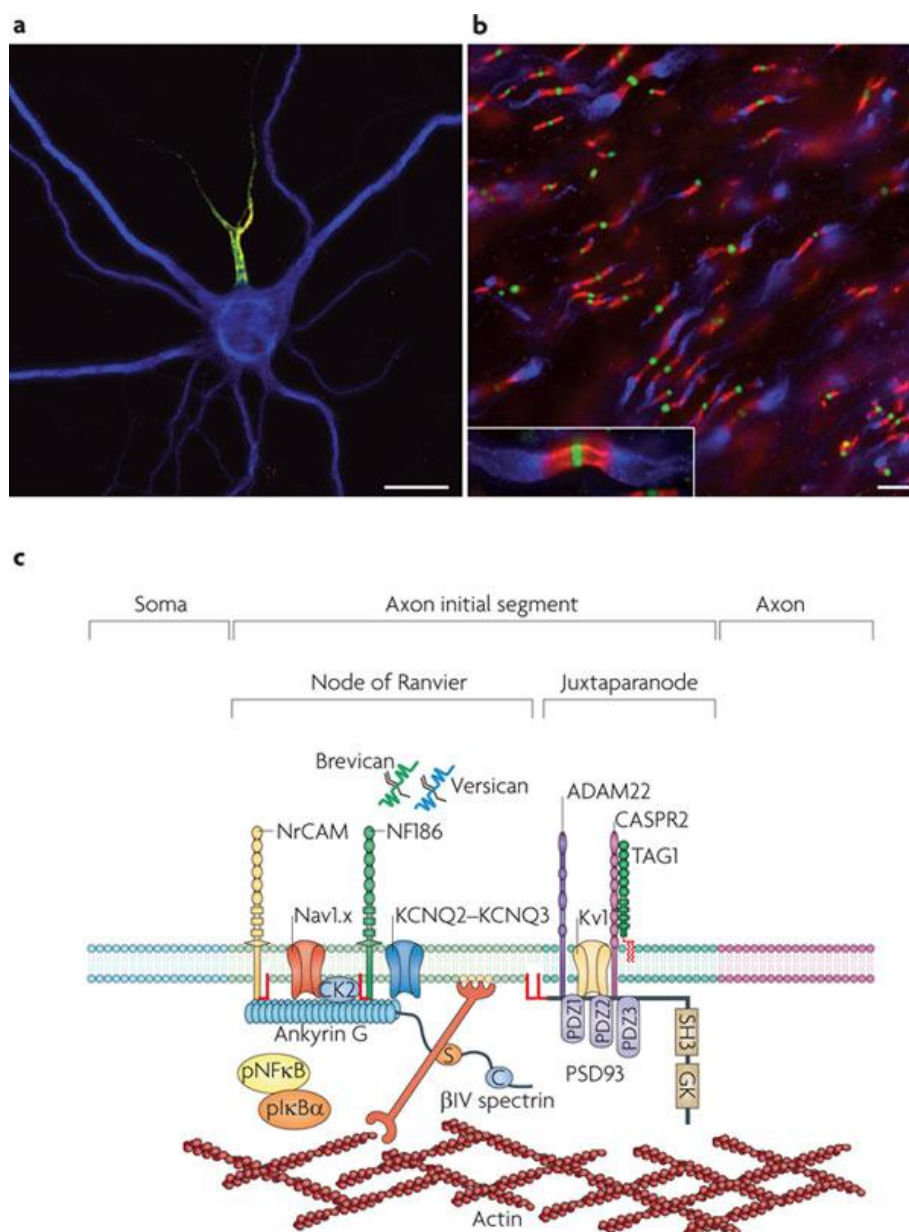 a
b
c
Soma
Axon initial segment
Axon
Node of Ranvier
Juxtaparanode
Brevican
Versican
ADAM22
CASPR2
TAG1
NrCAM
NF186
Nav1.x
KCNQ2–KCNQ3
Kv1
CK2
Ankyrin G
PDZ1
PDZ2
PDZ3
SH3
GK
PSD93
S
C
βIV spectrin
pNFκB
pIκBα
Actin